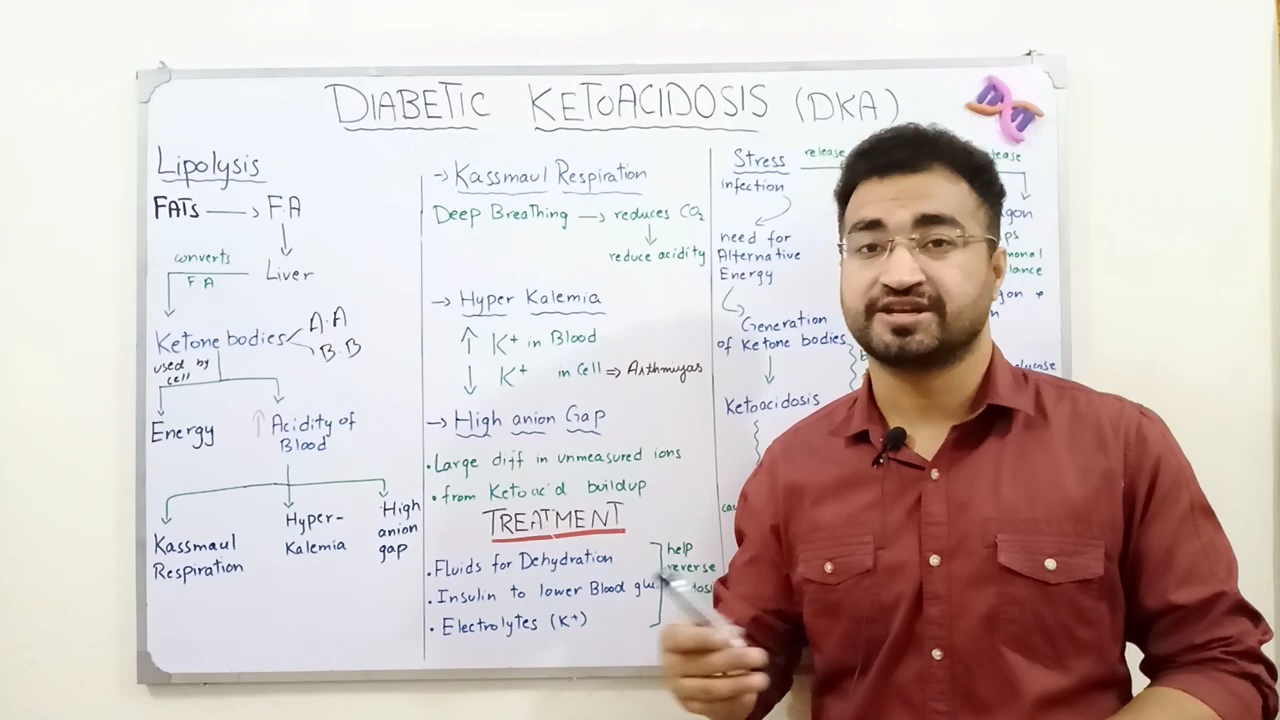 DIABETIC KETOACIDOSIS (DKA)
Lipolysis
FATS → F.A
converts
F.A
Liver
Ketone bodies
A.A
B.B
used by
cell
Energy
↑ Acidity of
Blood
Kassmaul
Respiration
Hyper-
Kalemia
High
anion
gap
→ Kassmaul Respiration
Deep Breathing → reduces CO2
reduce acidity
→ Hyper Kalemia
↑ K+ in Blood
↓ K+ in Cell ⇒ Arthmiyas
→ High anion Gap
• Large diff in unmeasured ions
• from Ketoacid buildup
TREATMENT
• Fluids for Dehydration
• Insulin to lower Blood glu
• Electrolytes (K+)
help
reverse
Stress
release
infection
need for
Alternative
Energy
Generation
of Ketone bodies
Ketoacidosis